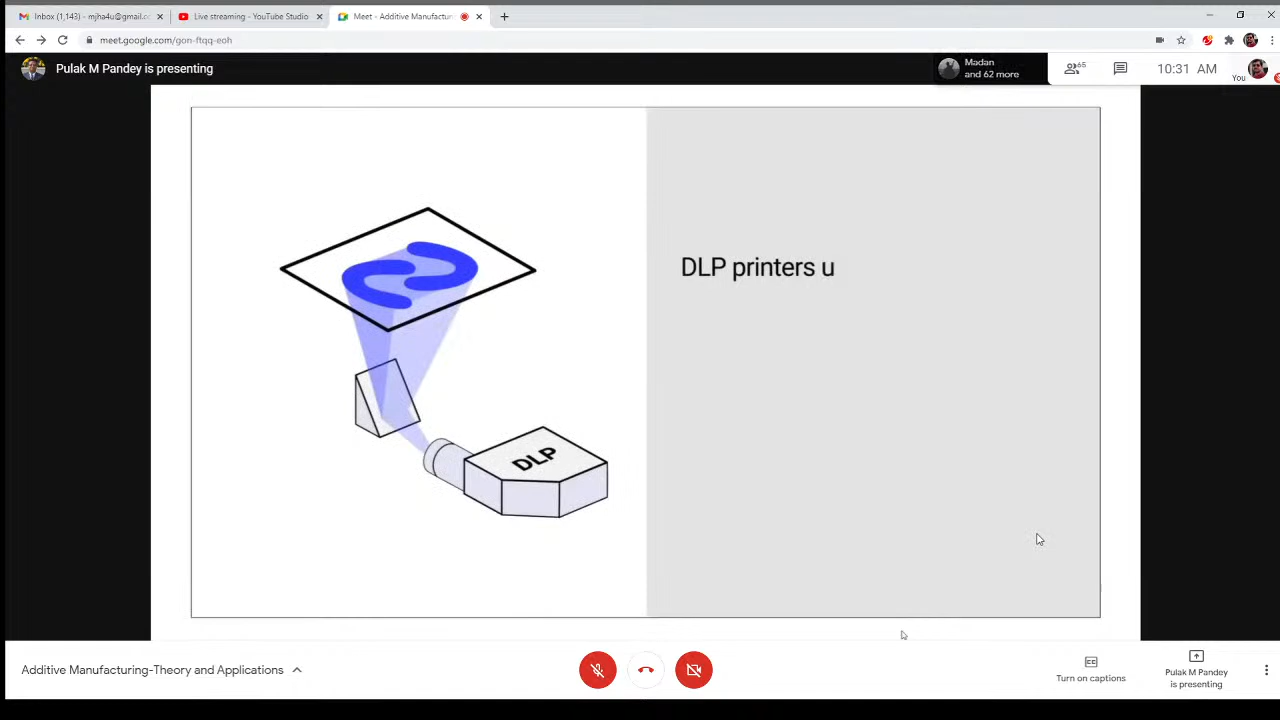 Inbox (1,143) - mjha4u@gmail.co
Live streaming - YouTube Studio
Meet - Additive Manufactur
meet.google.com/gon-ftqq-eoh
Pulak M Pandey is presenting
Madan
and 62 more
65
10:31 AM
You
DLP printers u
DLP
Additive Manufacturing-Theory and Applications
Turn on captions
Pulak M Pandey
is presenting